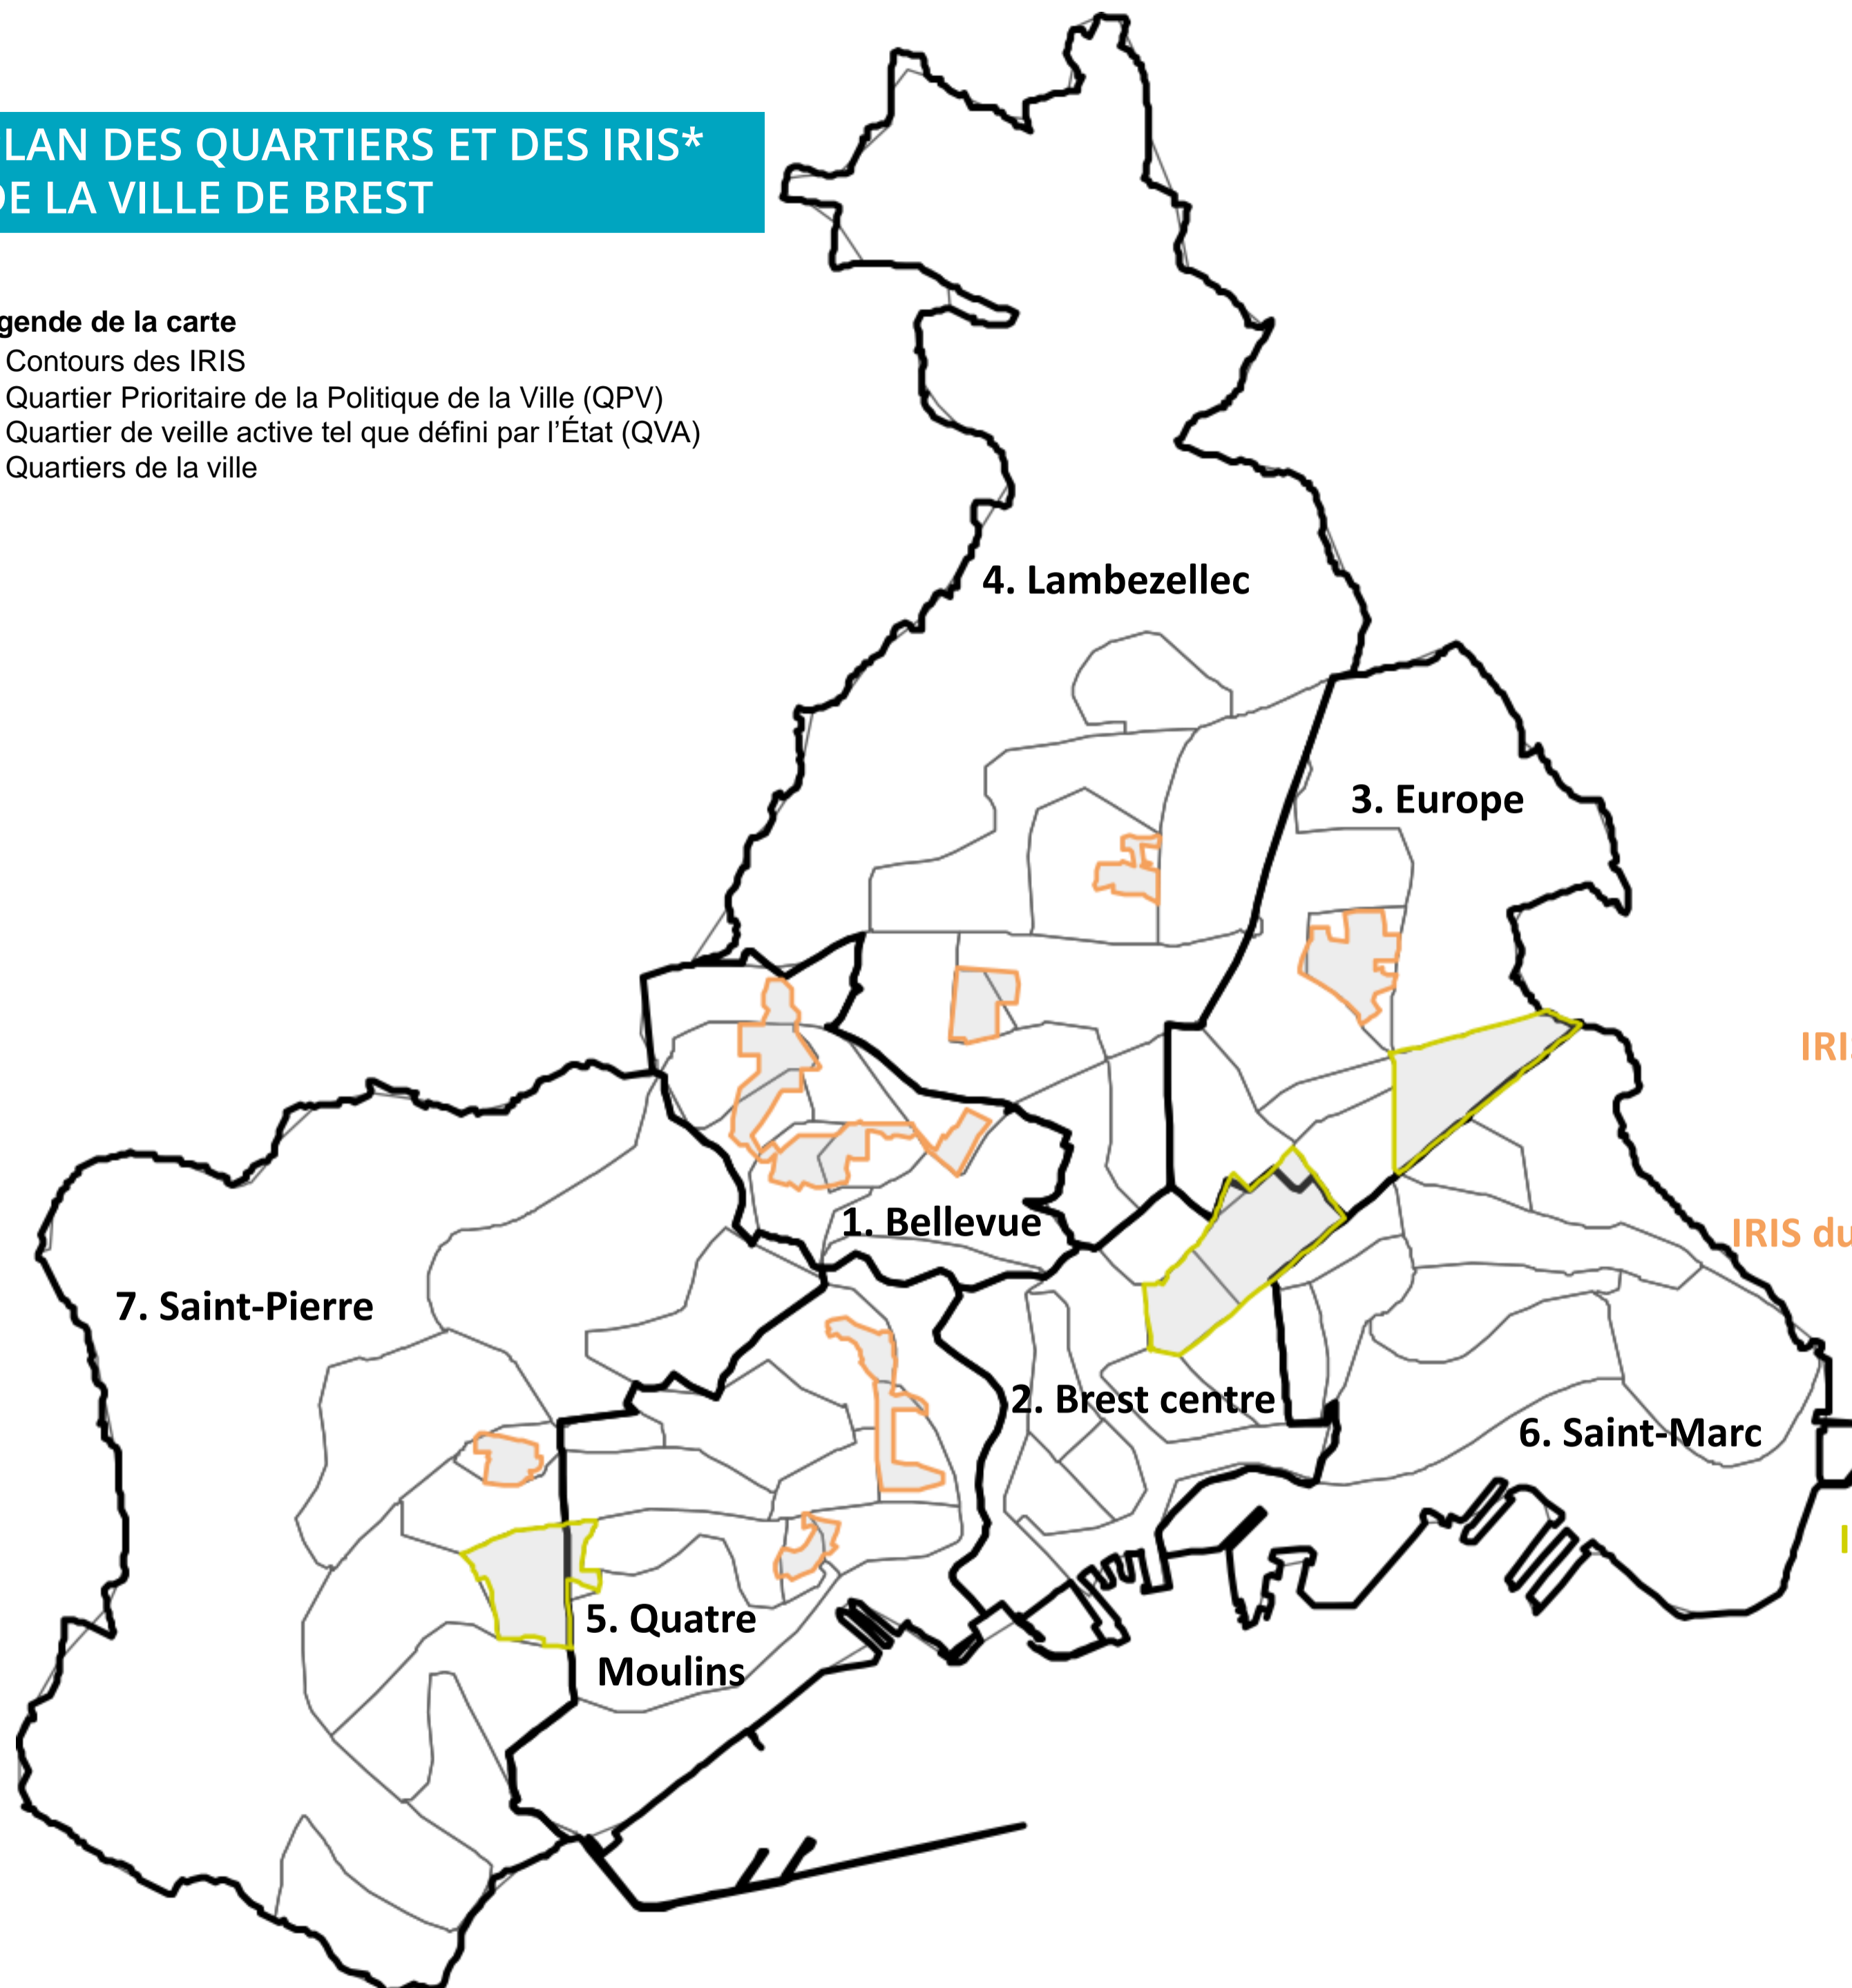 LAN DES QUARTIERS ET DES IRIS*
DE LA VILLE DE BREST
gende de la carte
Contours des IRIS
Quartier Prioritaire de la Politique de la Ville (QPV)
Quartier de veille active tel que défini par l'État (QVA)
Quartiers de la ville
4. Lambezellec
3. Europe
IRI
IRIS du
1. Bellevue
7. Saint-Pierre
2. Brest centre
6. Saint-Marc
5. Quatre
Moulins